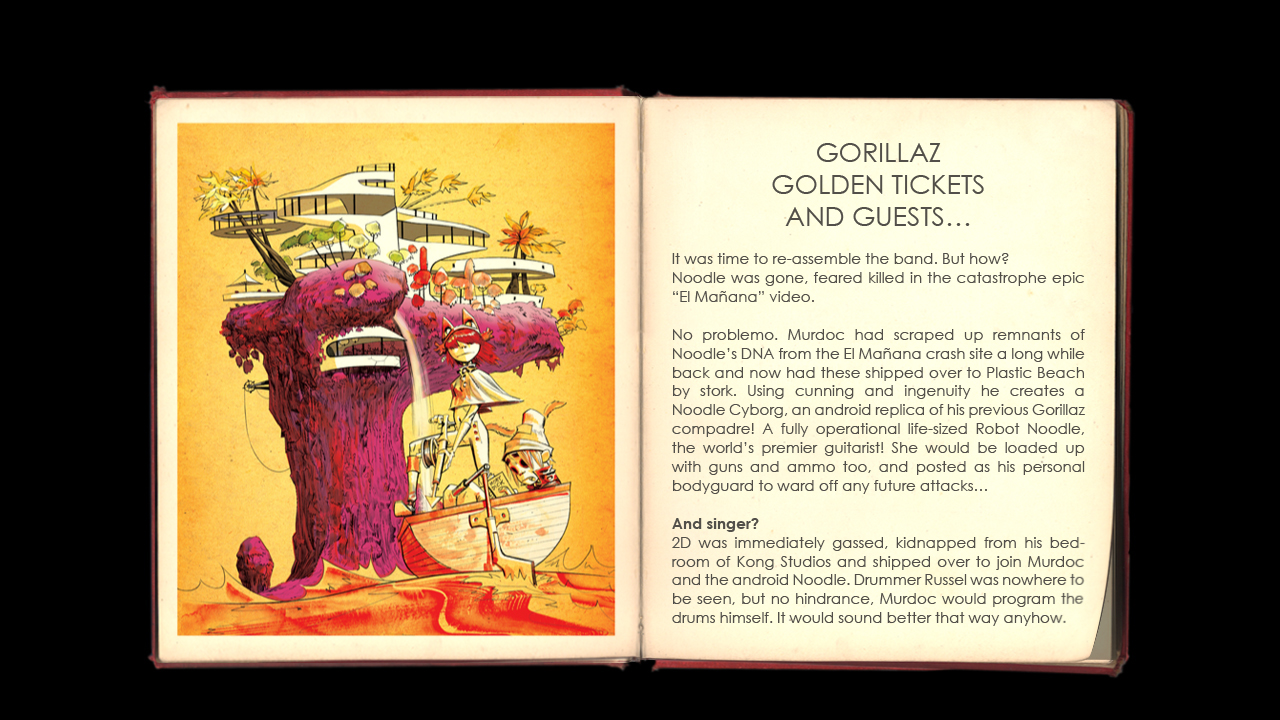 GORILLAZ
GOLDEN TICKETS
AND GUESTS...
It was time to re-assemble the band. But how?
Noodle was gone, feared killed in the catastrophe epic
“El Mañana” video.
No problemo. Murdoc had scraped up remnants of
Noodle’s DNA from the El Mañana crash site a long while
back and now had these shipped over to Plastic Beach
by stork. Using cunning and ingenuity he creates a
Noodle Cyborg, an android replica of his previous Gorillaz
compadre! A fully operational life-sized Robot Noodle,
the world’s premier guitarist! She would be loaded up
with guns and ammo too, and posted as his personal
bodyguard to ward off any future attacks...
And singer?
2D was immediately gassed, kidnapped from his bed-
room of Kong Studios and shipped over to join Murdoc
and the android Noodle. Drummer Russel was nowhere to
be seen, but no hindrance, Murdoc would program the
drums himself. It would sound better that way anyhow.